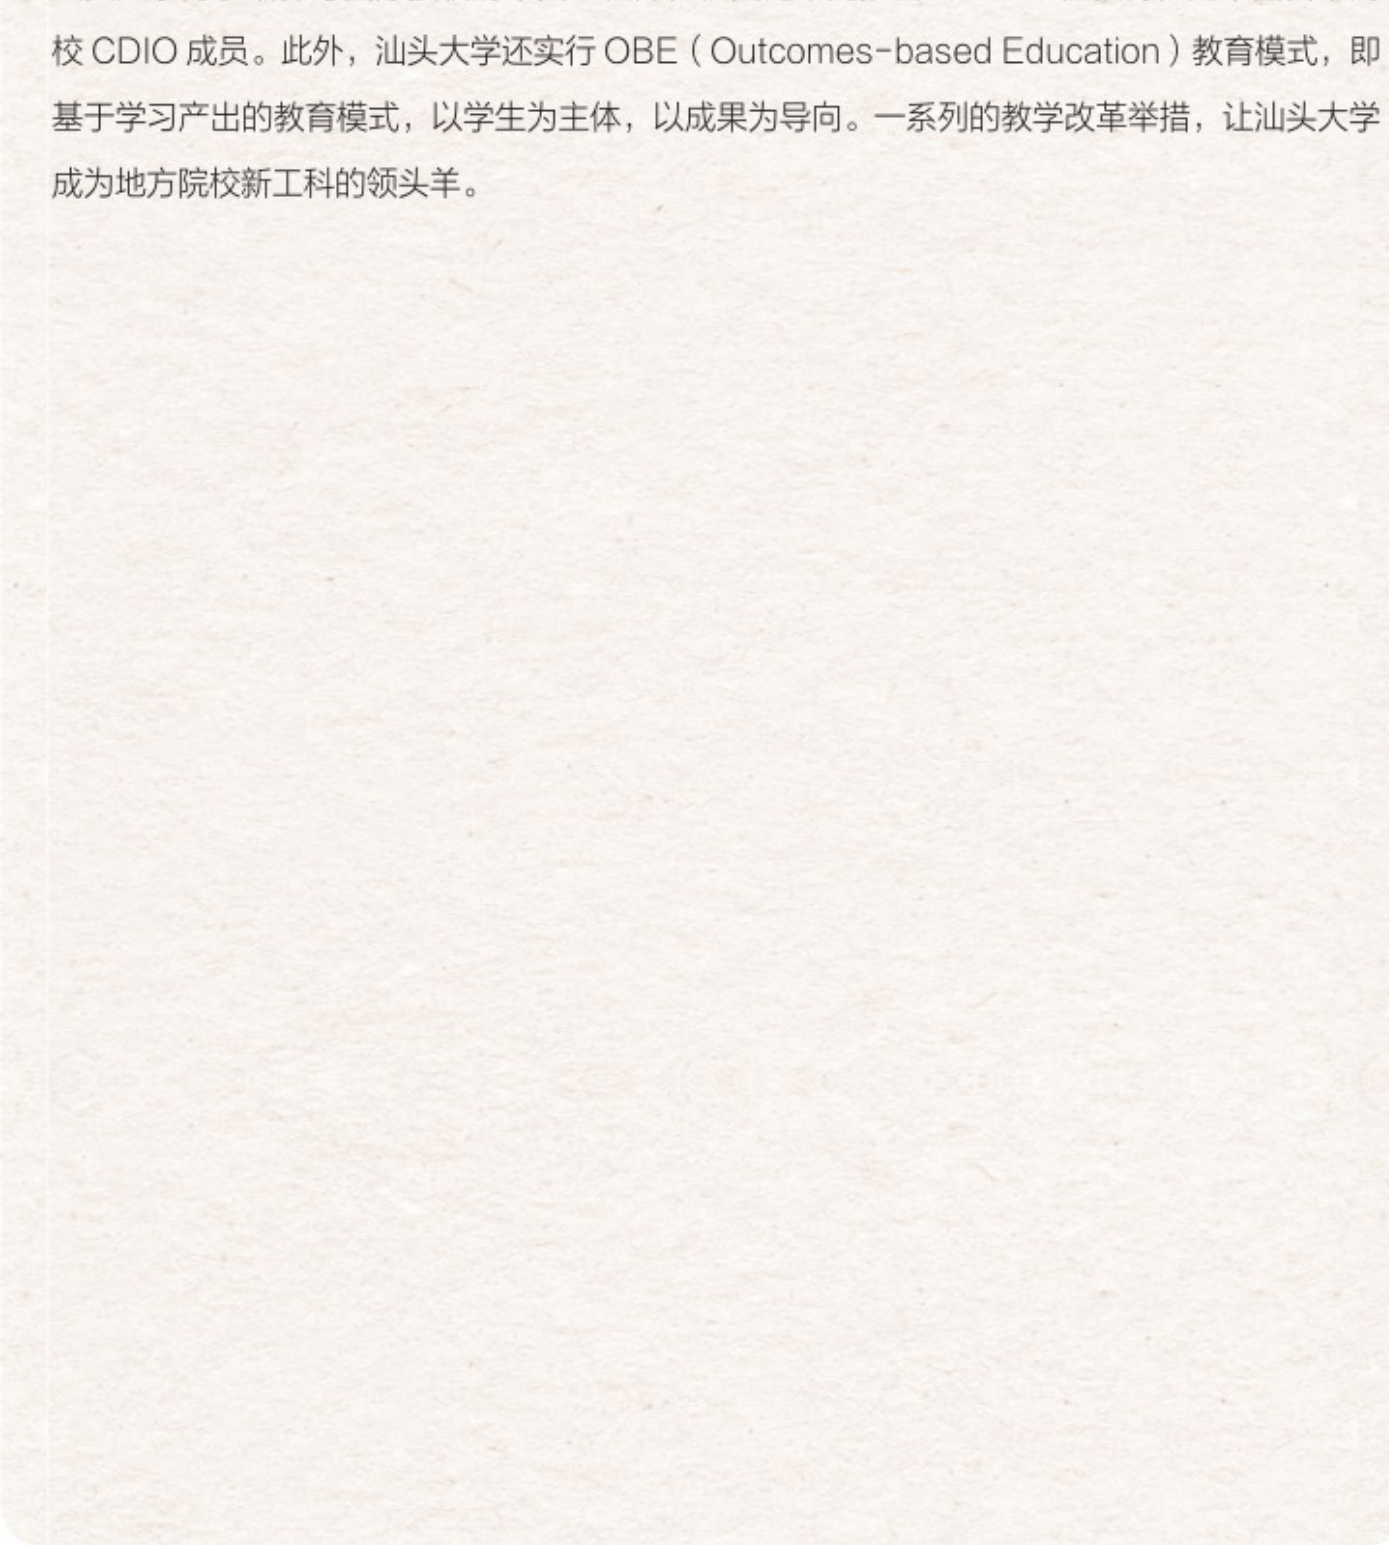 校 CDIO 成员。此外，汕头大学还实行 OBE（Outcomes-based Education）教育模式，即
基于学习产出的教育模式，以学生为主体，以成果为导向。一系列的教学改革举措，让汕头大学
成为地方院校新工科的领头羊。